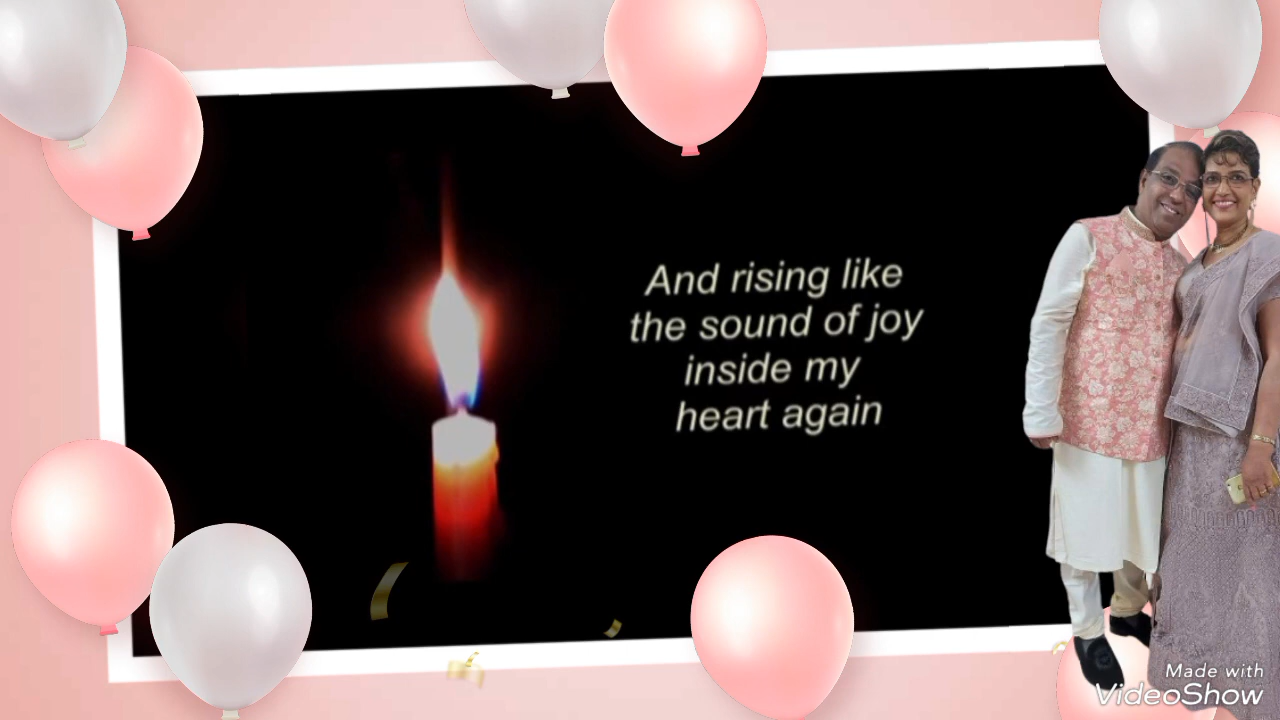 And rising like
the sound of joy
inside my
heart again
Made with
VideoShow